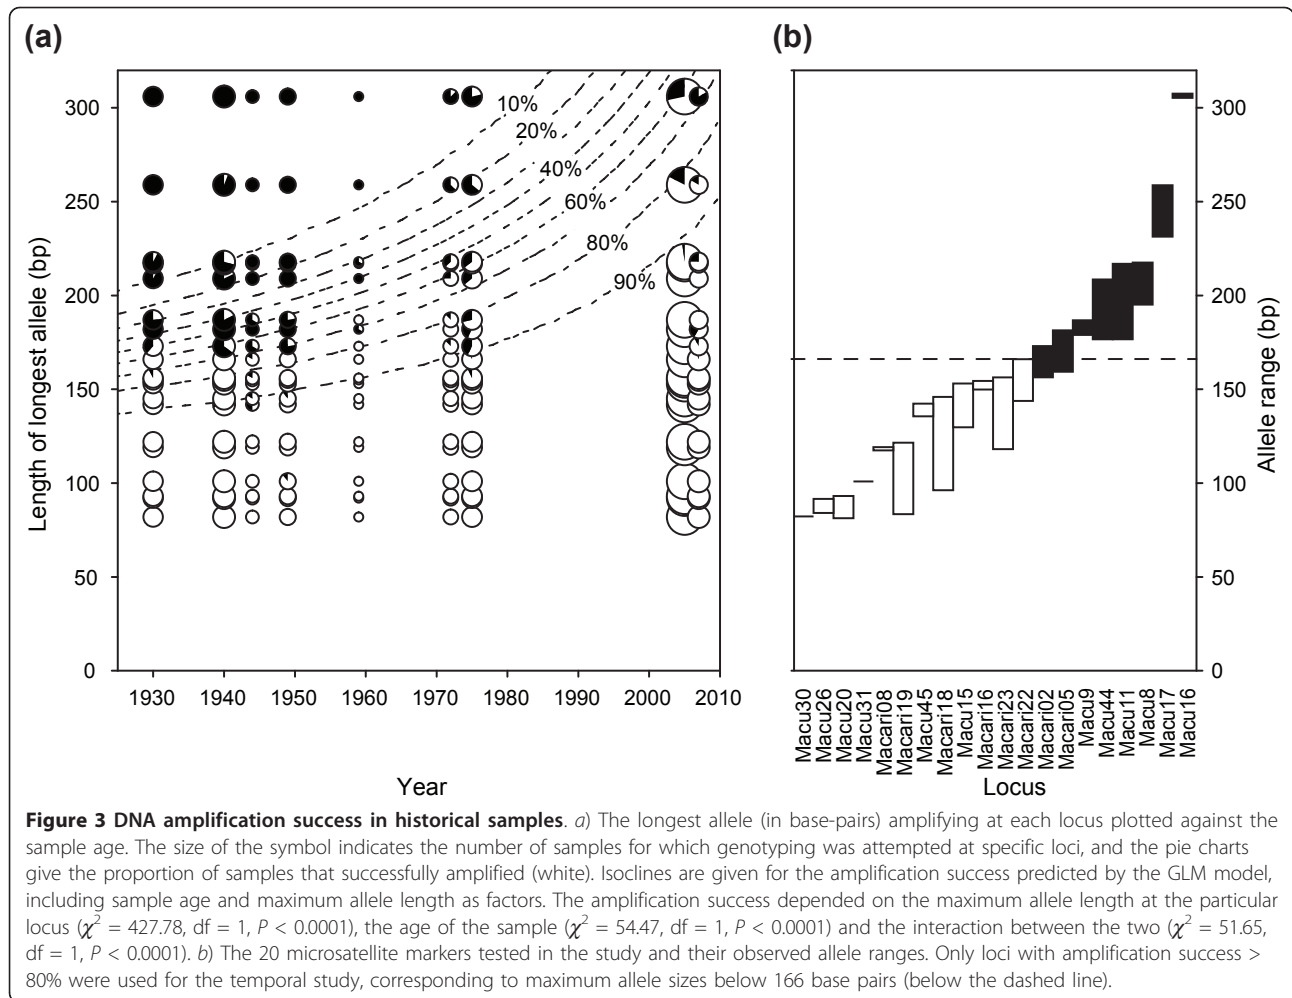 (a)
(b)
Length of longest allele (bp)
300
250
200
150
100
50
0
10%
20%
40%
60%
80%
90%
1930 1940 1950 1960 1970 1980 1990 2000 2010
Year
300
250
200
150
100
50
0
Allele range (bp)
Macu30
Macu26
Macu20
Macu31
Macari08
Macari19
Macu45
Macari18
Macu15
Macari16
Macari23
Macari22
Macari02
Macari05
Macu9
Macu44
Macu11
Macu8
Macu17
Macu16
Locus
Figure 3 DNA amplification success in historical samples. a) The longest allele (in base-pairs) amplifying at each locus plotted against the
sample age. The size of the symbol indicates the number of samples for which genotyping was attempted at specific loci, and the pie charts
give the proportion of samples that successfully amplified (white). Isoclines are given for the amplification success predicted by the GLM model,
including sample age and maximum allele length as factors. The amplification success depended on the maximum allele length at the particular
locus (χ² = 427.78, df = 1, P < 0.0001), the age of the sample (χ² = 54.47, df = 1, P < 0.0001) and the interaction between the two (χ² = 51.65,
df = 1, P < 0.0001). b) The 20 microsatellite markers tested in the study and their observed allele ranges. Only loci with amplification success >
80% were used for the temporal study, corresponding to maximum allele sizes below 166 base pairs (below the dashed line).